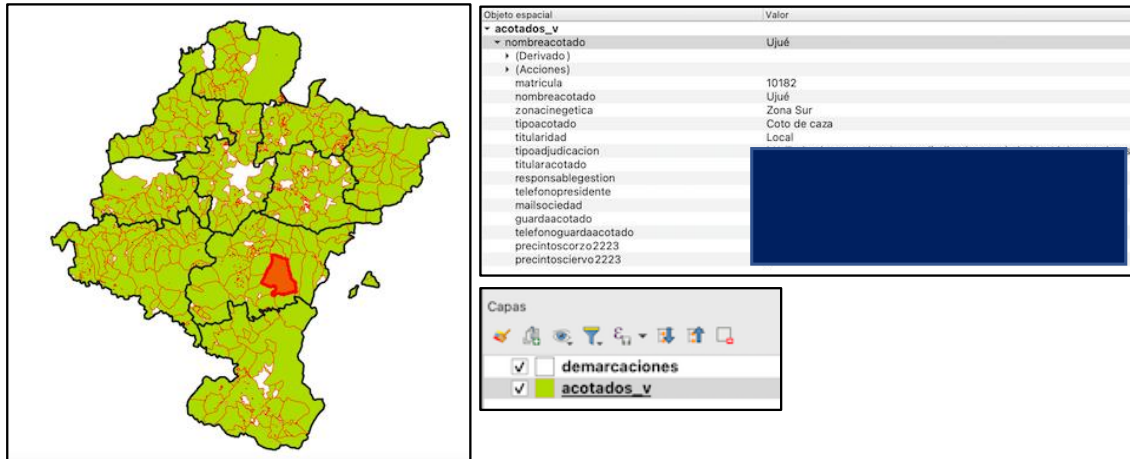 Objeto espacial Valor
acotados_v
nombreacotado Ujué
(Derivado)
(Acciones)
matricula 10182
nombreacotado Ujué
zonacinegetica Zona Sur
tipoacotado Coto de caza
titularidad Local
tipoadjudicacion
titularacotado
responsablegestion
telefonopresidente
mailsociedad
guardaacotado
telefonoguardaacotado
precintoscorzo2223
precintosciervo2223
Capas
demarcaciones
acotados_v